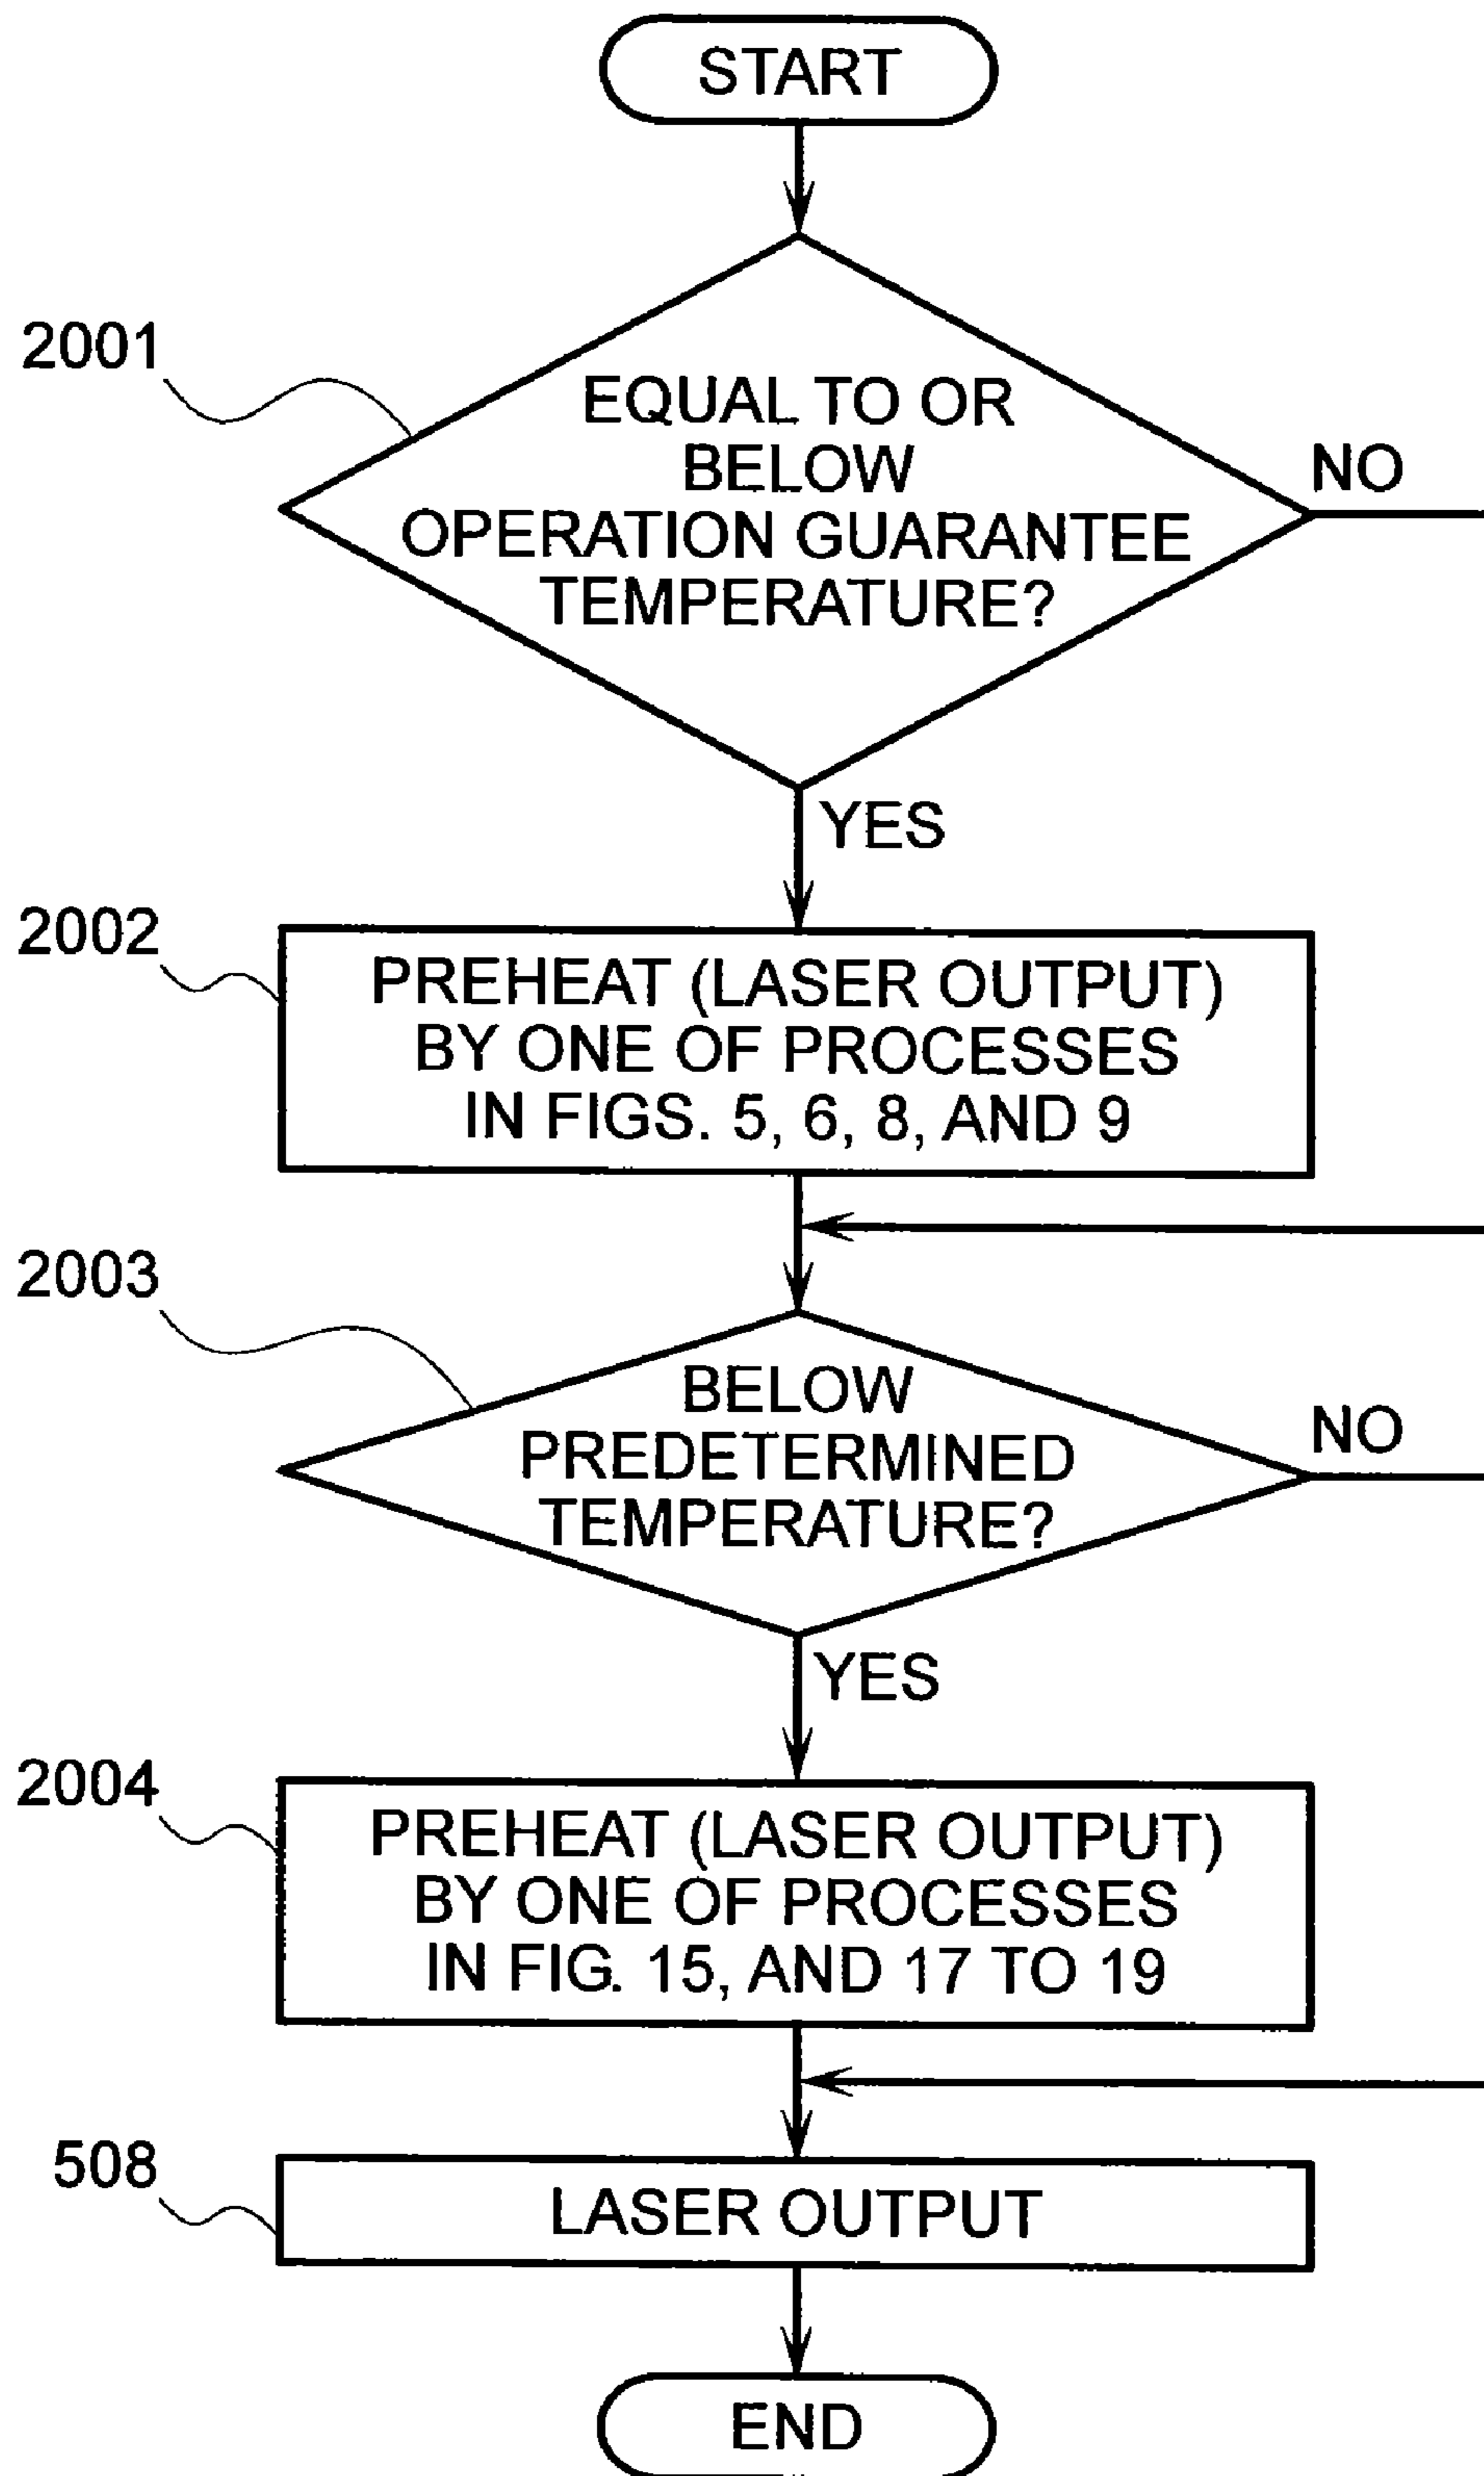 START
2001
EQUAL TO OR
BELOW
OPERATION GUARANTEE
TEMPERATURE?
NO
YES
2002
PREHEAT (LASER OUTPUT)
BY ONE OF PROCESSES
IN FIGS. 5, 6, 8, AND 9
2003
BELOW
PREDETERMINED
TEMPERATURE?
NO
YES
2004
PREHEAT (LASER OUTPUT)
BY ONE OF PROCESSES
IN FIG. 15, AND 17 TO 19
508
LASER OUTPUT
END